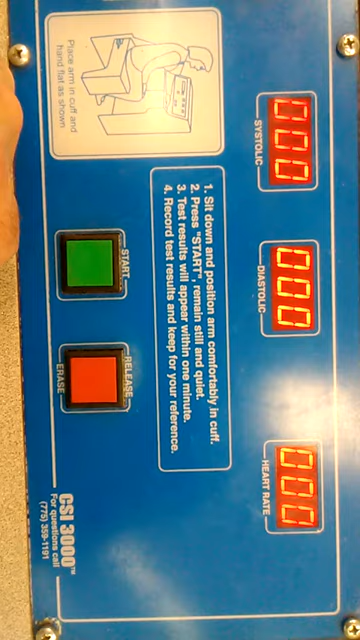 000
SYSTOLIC
000
DIASTOLIC
000
HEART RATE
Place arm in cuff and
hand flat as shown
1. Sit down and position arm comfortably in cuff.
2. Press "START", remain still and quiet.
3. Test results will appear within one minute.
4. Record test results and keep for your reference.
START
RELEASE
ERASE
CSI 3000™
For questions call
(775) 359-1191